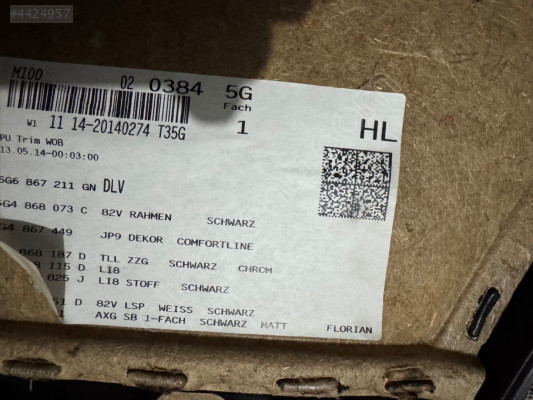 #4424957
M100 02 0384 5G
Fach
W1 11 14-20140274 T35G 1 HL
PU Trim WOB
13.05.14-00:03:00
5G6 867 211 GN DLV
5G4 868 073 C 82V RAHMEN SCHWARZ
G4 867 449 JP9 DEKOR COMFORTLINE
868 187 D TLL ZZG SCHWARZ CHRCM
115 D LI8
825 J LI8 STOFF SCHWARZ
51 D 82V LSP WEISS SCHWARZ
AXG SB 1-FACH SCHWARZ MATT FLORIAN